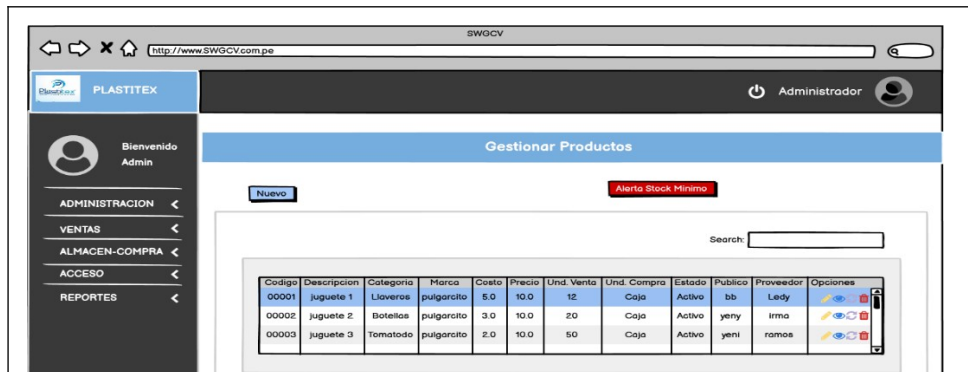 SWGCV
http://www.SWGCV.com.pe
Plastitex PLASTITEX Administrador
Bienvenido
Admin
Gestionar Productos
Nuevo Alerta Stock Minimo
ADMINISTRACION
VENTAS
ALMACEN-COMPRA
ACCESO
REPORTES
Search:
Codigo Descripcion Categoria Marca Costo Precio Und. Venta Und. Compra Estado Publico Proveedor Opciones
00001 juguete 1 Llaveros pulgarcito 5.0 10.0 12 Caja Activo bb Ledy
00002 juguete 2 Botellas pulgarcito 3.0 10.0 20 Caja Activo yeny irma
00003 juguete 3 Tomatodo pulgarcito 2.0 10.0 50 Caja Activo yeni ramos